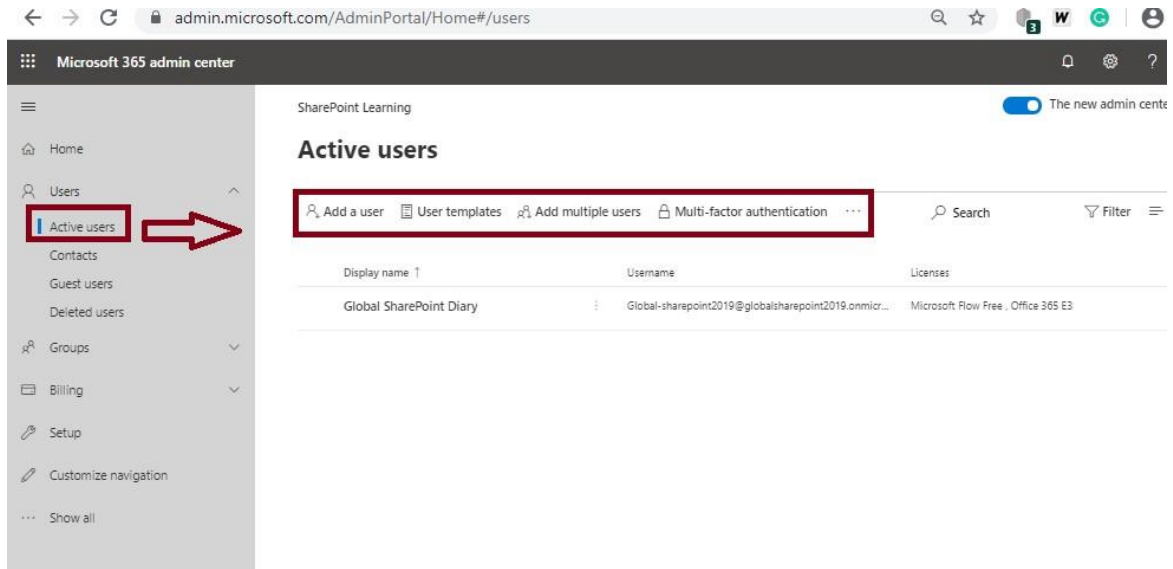 admin.microsoft.com/AdminPortal/Home#/users
3 W G
Microsoft 365 admin center ?
SharePoint Learning The new admin cente
Home
Active users
Users
Add a user User templates Add multiple users Multi-factor authentication ... Search Filter
Active users
Contacts
Guest users
Deleted users
Display name ↑ Username Licenses
Global SharePoint Diary Global-sharepoint2019@globalsharepoint2019.onmicr... Microsoft Flow Free , Office 365 E3
Groups
Billing
Setup
Customize navigation
... Show all